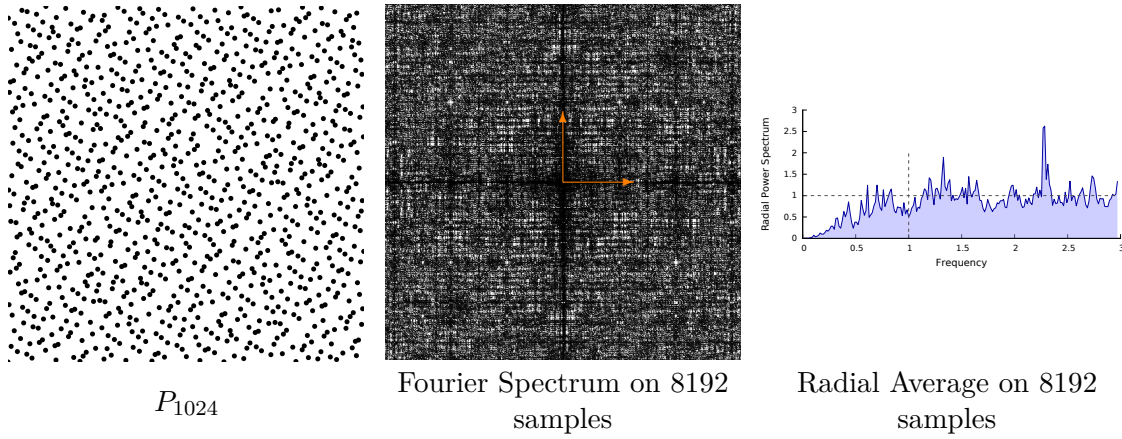 3
2.5
2
1.5
1
0.5
0
0 0.5 1 1.5 2 2.5 3
Radial Power Spectrum
Frequency
P1024
Fourier Spectrum on 8192
samples
Radial Average on 8192
samples